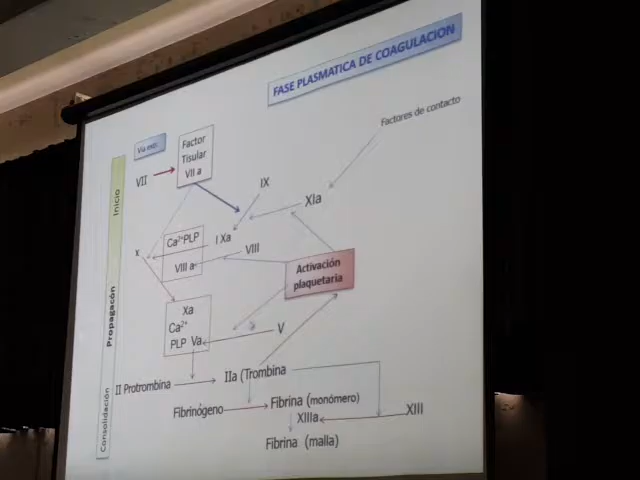 FASE PLASMATICA DE COAGULACION
Factores de contacto
Factor
Tisular
VII a
VII
Inicio
IX
XIa
Ca²⁺PLP
I Xa
VIII
x
VIII a
Activación
plaquetaria
Propagacón
Xa
Ca²⁺
PLP Va
V
IIa (Trombina
II Protrombina
Fibrinógeno
Fibrina (monómero)
XIIIa
XIII
Consolidación
Fibrina (malla)